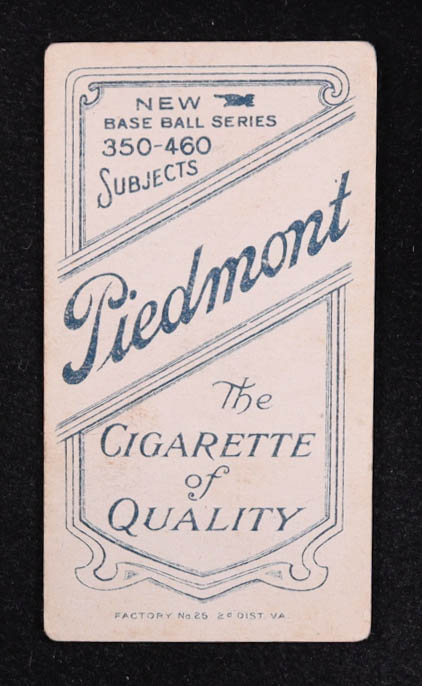 NEW
BASE BALL SERIES
350-460
SUBJECTS
Piedmont
The
CIGARETTE
of
QUALITY
FACTORY No. 25 2D DIST. VA.